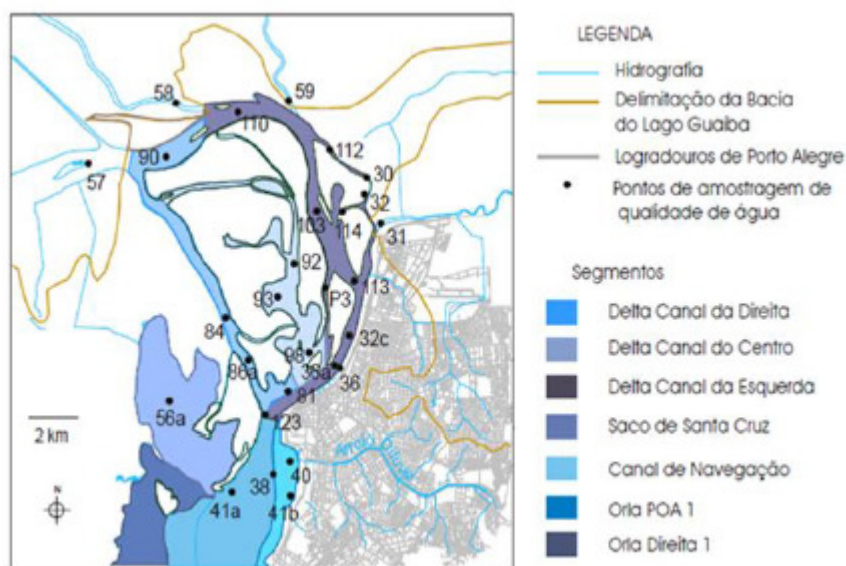 LEGENDA
Hidrografia
Delimitação da Bacia
do Lago Guaíba
Logradouros de Porto Alegre
Pontos de amostragem de
qualidade de água
Segmentos
Delta Canal da Direita
Delta Canal do Centro
Delta Canal da Esquerda
Saco de Santa Cruz
Canal de Navegação
Orla POA 1
Orla Direita 1
58
59
110
112
90
57
30
32
103
114
31
92
113
93
P3
84
32c
98
86a
38a
36
81
56a
123
2 km
40
38
N
41a
41b